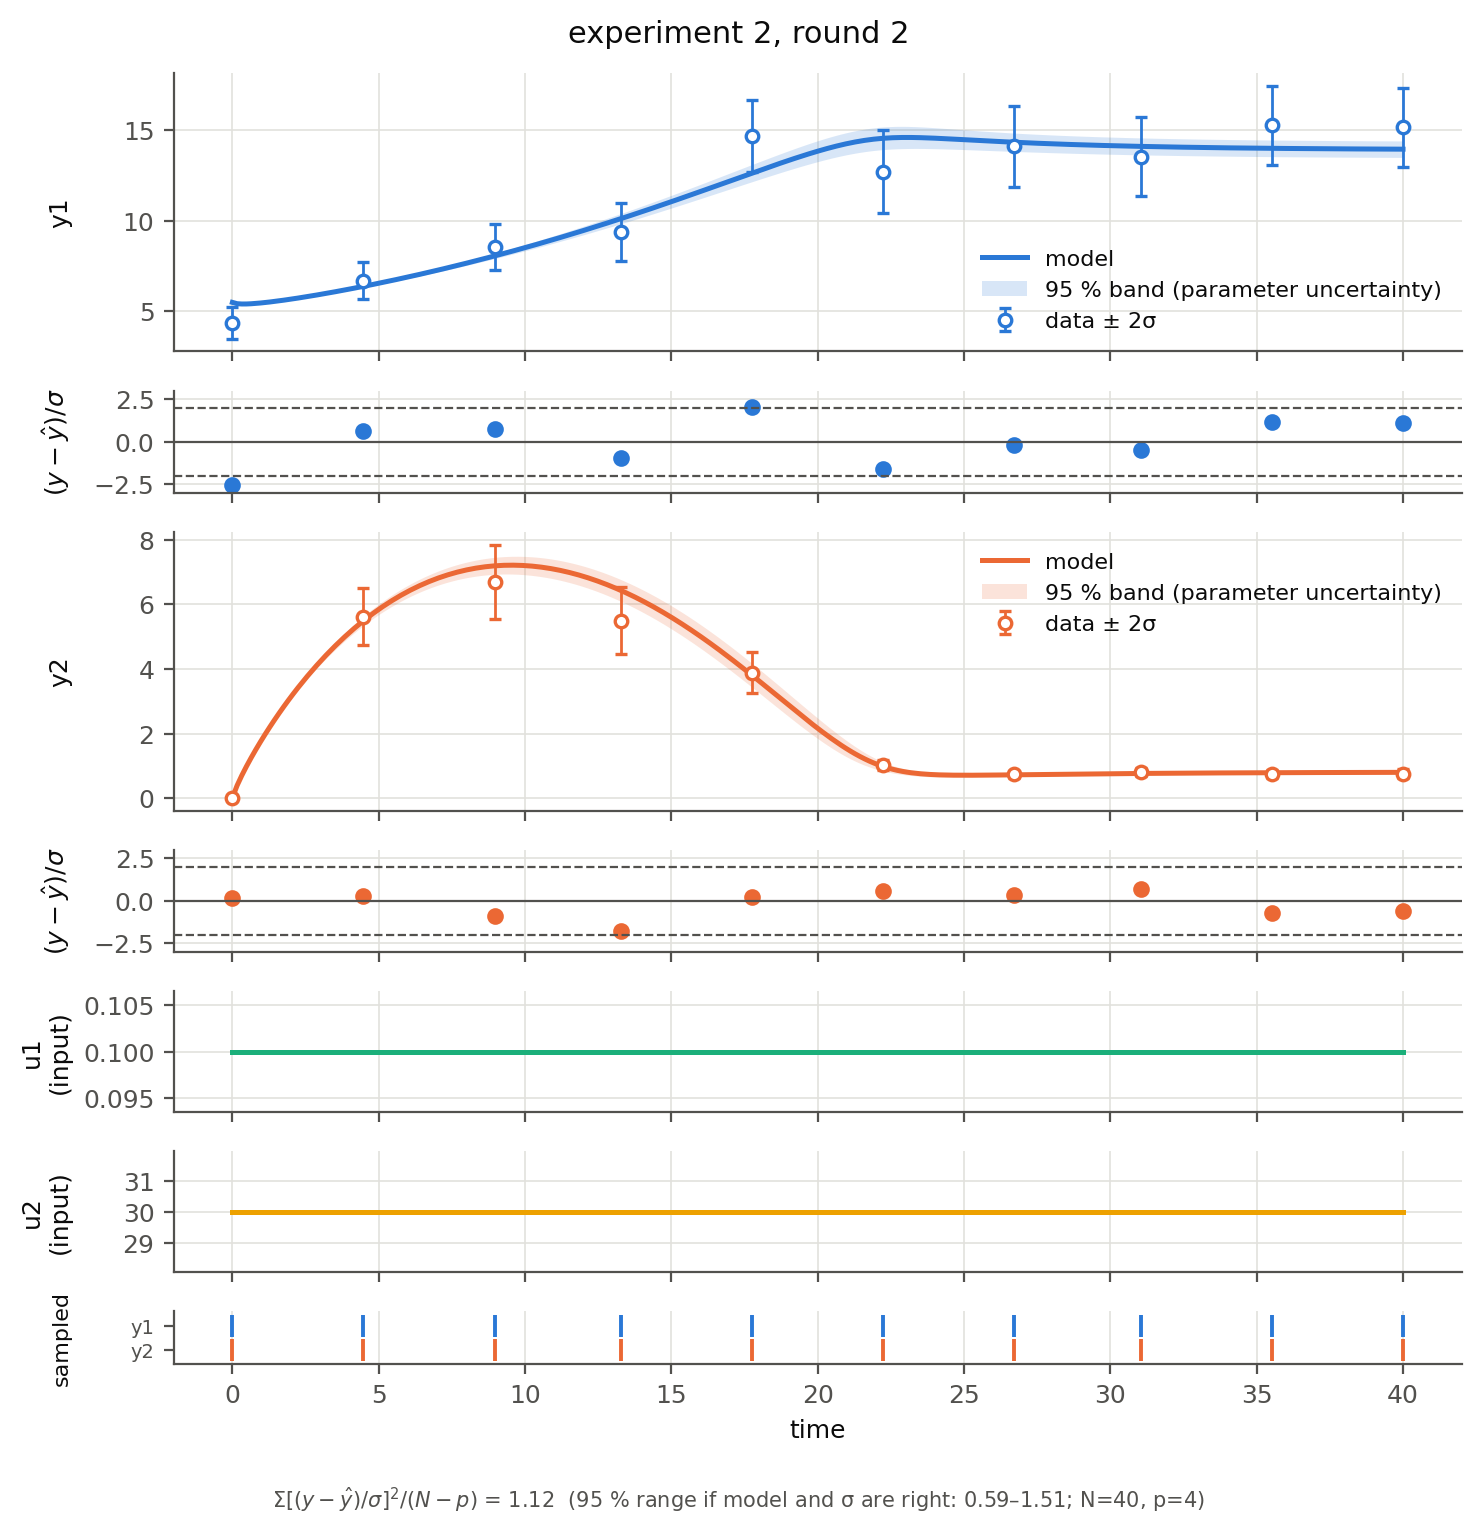 experiment 2, round 2
15
10
5
y1
model
95 % band (parameter uncertainty)
data ± 2σ
2.5
0.0
−2.5
(y − ŷ)/σ
8
6
4
2
0
y2
model
95 % band (parameter uncertainty)
data ± 2σ
2.5
0.0
−2.5
(y − ŷ)/σ
0.105
0.100
0.095
u1
(input)
31
30
29
u2
(input)
sampled
y1
y2
0 5 10 15 20 25 30 35 40
time
Σ[(y − ŷ)/σ]²/(N − p) = 1.12 (95 % range if model and σ are right: 0.59–1.51; N=40, p=4)